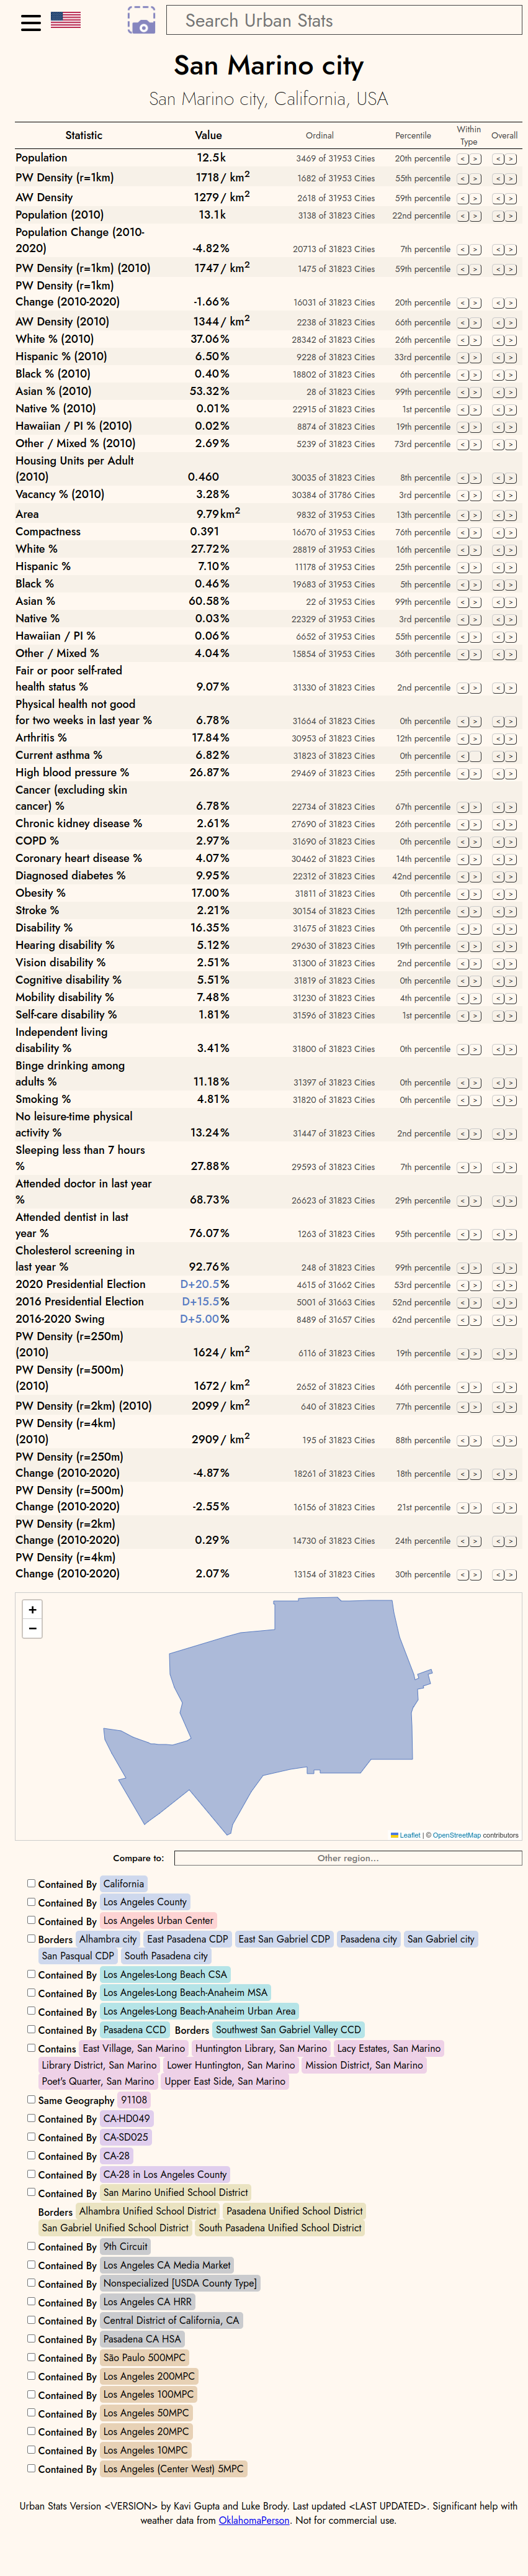 Search Urban Stats
San Marino city
San Marino city, California, USA
Statistic Value Ordinal Percentile Within Type Overall
Population 12.5k 3469 of 31953 Cities 20th percentile < > < >
PW Density (r=1km) 1718 / km2 1682 of 31953 Cities 55th percentile < > < >
AW Density 1279 / km2 2618 of 31953 Cities 59th percentile < > < >
Population (2010) 13.1k 3138 of 31823 Cities 22nd percentile < > < >
Population Change (2010-
2020) -4.82% 20713 of 31823 Cities 7th percentile < > < >
PW Density (r=1km) (2010) 1747 / km2 1475 of 31823 Cities 59th percentile < > < >
PW Density (r=1km)
Change (2010-2020) -1.66% 16031 of 31823 Cities 20th percentile < > < >
AW Density (2010) 1344 / km2 2238 of 31823 Cities 66th percentile < > < >
White % (2010) 37.06% 28342 of 31823 Cities 26th percentile < > < >
Hispanic % (2010) 6.50% 9228 of 31823 Cities 33rd percentile < > < >
Black % (2010) 0.40% 18802 of 31823 Cities 6th percentile < > < >
Asian % (2010) 53.32% 28 of 31823 Cities 99th percentile < > < >
Native % (2010) 0.01% 22915 of 31823 Cities 1st percentile < > < >
Hawaiian / PI % (2010) 0.02% 8874 of 31823 Cities 19th percentile < > < >
Other / Mixed % (2010) 2.69% 5239 of 31823 Cities 73rd percentile < > < >
Housing Units per Adult
(2010) 0.460 30035 of 31823 Cities 8th percentile < > < >
Vacancy % (2010) 3.28% 30384 of 31786 Cities 3rd percentile < > < >
Area 9.79 km2 9832 of 31953 Cities 13th percentile < > < >
Compactness 0.391 16670 of 31953 Cities 76th percentile < > < >
White % 27.72% 28819 of 31953 Cities 16th percentile < > < >
Hispanic % 7.10% 11178 of 31953 Cities 25th percentile < > < >
Black % 0.46% 19683 of 31953 Cities 5th percentile < > < >
Asian % 60.58% 22 of 31953 Cities 99th percentile < > < >
Native % 0.03% 22329 of 31953 Cities 3rd percentile < > < >
Hawaiian / PI % 0.06% 6652 of 31953 Cities 55th percentile < > < >
Other / Mixed % 4.04% 15854 of 31953 Cities 36th percentile < > < >
Fair or poor self-rated
health status % 9.07% 31330 of 31823 Cities 2nd percentile < > < >
Physical health not good
for two weeks in last year % 6.78% 31664 of 31823 Cities 0th percentile < > < >
Arthritis % 17.84% 30953 of 31823 Cities 12th percentile < > < >
Current asthma % 6.82% 31823 of 31823 Cities 0th percentile < < >
High blood pressure % 26.87% 29469 of 31823 Cities 25th percentile < > < >
Cancer (excluding skin
cancer) % 6.78% 22734 of 31823 Cities 67th percentile < > < >
Chronic kidney disease % 2.61% 27690 of 31823 Cities 26th percentile < > < >
COPD % 2.97% 31690 of 31823 Cities 0th percentile < > < >
Coronary heart disease % 4.07% 30462 of 31823 Cities 14th percentile < > < >
Diagnosed diabetes % 9.95% 22312 of 31823 Cities 42nd percentile < > < >
Obesity % 17.00% 31811 of 31823 Cities 0th percentile < > < >
Stroke % 2.21% 30154 of 31823 Cities 12th percentile < > < >
Disability % 16.35% 31675 of 31823 Cities 0th percentile < > < >
Hearing disability % 5.12% 29630 of 31823 Cities 19th percentile < > < >
Vision disability % 2.51% 31300 of 31823 Cities 2nd percentile < > < >
Cognitive disability % 5.51% 31819 of 31823 Cities 0th percentile < > < >
Mobility disability % 7.48% 31230 of 31823 Cities 4th percentile < > < >
Self-care disability % 1.81% 31596 of 31823 Cities 1st percentile < > < >
Independent living
disability % 3.41% 31800 of 31823 Cities 0th percentile < > < >
Binge drinking among
adults % 11.18% 31397 of 31823 Cities 0th percentile < > < >
Smoking % 4.81% 31820 of 31823 Cities 0th percentile < > < >
No leisure-time physical
activity % 13.24% 31447 of 31823 Cities 2nd percentile < > < >
Sleeping less than 7 hours
% 27.88% 29593 of 31823 Cities 7th percentile < > < >
Attended doctor in last year
% 68.73% 26623 of 31823 Cities 29th percentile < > < >
Attended dentist in last
year % 76.07% 1263 of 31823 Cities 95th percentile < > < >
Cholesterol screening in
last year % 92.76% 248 of 31823 Cities 99th percentile < > < >
2020 Presidential Election D+20.5% 4615 of 31662 Cities 53rd percentile < > < >
2016 Presidential Election D+15.5% 5001 of 31663 Cities 52nd percentile < > < >
2016-2020 Swing D+5.00% 8489 of 31657 Cities 62nd percentile < > < >
PW Density (r=250m)
(2010) 1624 / km2 6116 of 31823 Cities 19th percentile < > < >
PW Density (r=500m)
(2010) 1672 / km2 2652 of 31823 Cities 46th percentile < > < >
PW Density (r=2km) (2010) 2099 / km2 640 of 31823 Cities 77th percentile < > < >
PW Density (r=4km)
(2010) 2909 / km2 195 of 31823 Cities 88th percentile < > < >
PW Density (r=250m)
Change (2010-2020) -4.87% 18261 of 31823 Cities 18th percentile < > < >
PW Density (r=500m)
Change (2010-2020) -2.55% 16156 of 31823 Cities 21st percentile < > < >
PW Density (r=2km)
Change (2010-2020) 0.29% 14730 of 31823 Cities 24th percentile < > < >
PW Density (r=4km)
Change (2010-2020) 2.07% 13154 of 31823 Cities 30th percentile < > < >
+
−
Leaflet | © OpenStreetMap contributors
Compare to: Other region...
Contained By California
Contained By Los Angeles County
Contained By Los Angeles Urban Center
Borders Alhambra city East Pasadena CDP East San Gabriel CDP Pasadena city San Gabriel city
San Pasqual CDP South Pasadena city
Contained By Los Angeles-Long Beach CSA
Contained By Los Angeles-Long Beach-Anaheim MSA
Contained By Los Angeles-Long Beach-Anaheim Urban Area
Contained By Pasadena CCD Borders Southwest San Gabriel Valley CCD
Contains East Village, San Marino Huntington Library, San Marino Lacy Estates, San Marino
Library District, San Marino Lower Huntington, San Marino Mission District, San Marino
Poet's Quarter, San Marino Upper East Side, San Marino
Same Geography 91108
Contained By CA-HD049
Contained By CA-SD025
Contained By CA-28
Contained By CA-28 in Los Angeles County
Contained By San Marino Unified School District
Borders Alhambra Unified School District Pasadena Unified School District
San Gabriel Unified School District South Pasadena Unified School District
Contained By 9th Circuit
Contained By Los Angeles CA Media Market
Contained By Nonspecialized [USDA County Type]
Contained By Los Angeles CA HRR
Contained By Central District of California, CA
Contained By Pasadena CA HSA
Contained By São Paulo 500MPC
Contained By Los Angeles 200MPC
Contained By Los Angeles 100MPC
Contained By Los Angeles 50MPC
Contained By Los Angeles 20MPC
Contained By Los Angeles 10MPC
Contained By Los Angeles (Center West) 5MPC
Urban Stats Version <VERSION> by Kavi Gupta and Luke Brody. Last updated <LAST UPDATED>. Significant help with
weather data from OklahomaPerson. Not for commercial use.